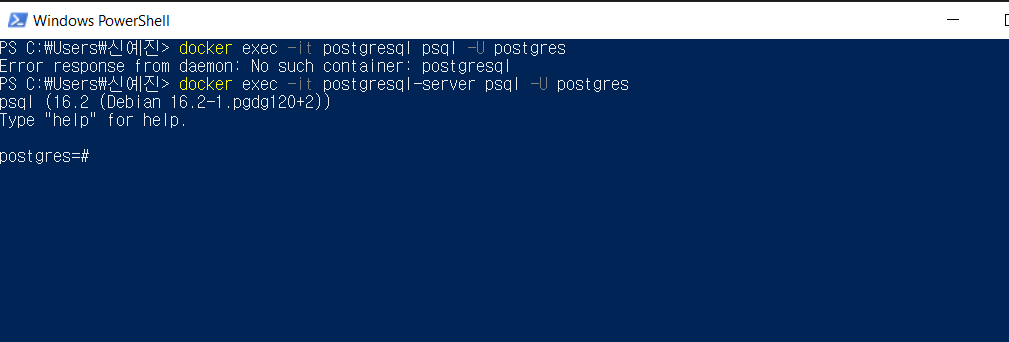 Windows PowerShell
PS C:₩Users₩신예진> docker exec -it postgresql psql -U postgres
Error response from daemon: No such container: postgresql
PS C:₩Users₩신예진> docker exec -it postgresql-server psql -U postgres
psql (16.2 (Debian 16.2-1.pgdg120+2))
Type "help" for help.
postgres=#